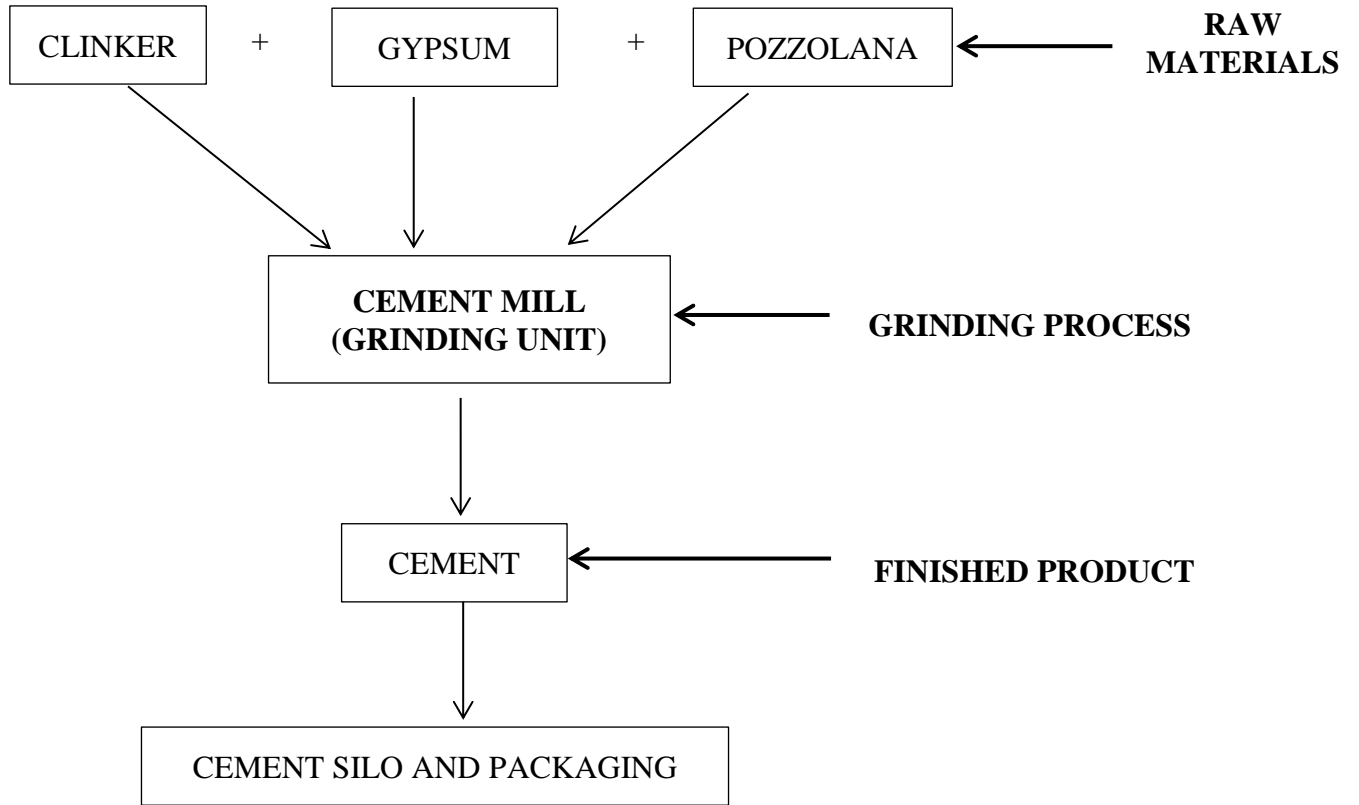 CLINKER + GYPSUM + POZZOLANA
RAW
MATERIALS
CEMENT MILL
(GRINDING UNIT)
GRINDING PROCESS
CEMENT
FINISHED PRODUCT
CEMENT SILO AND PACKAGING